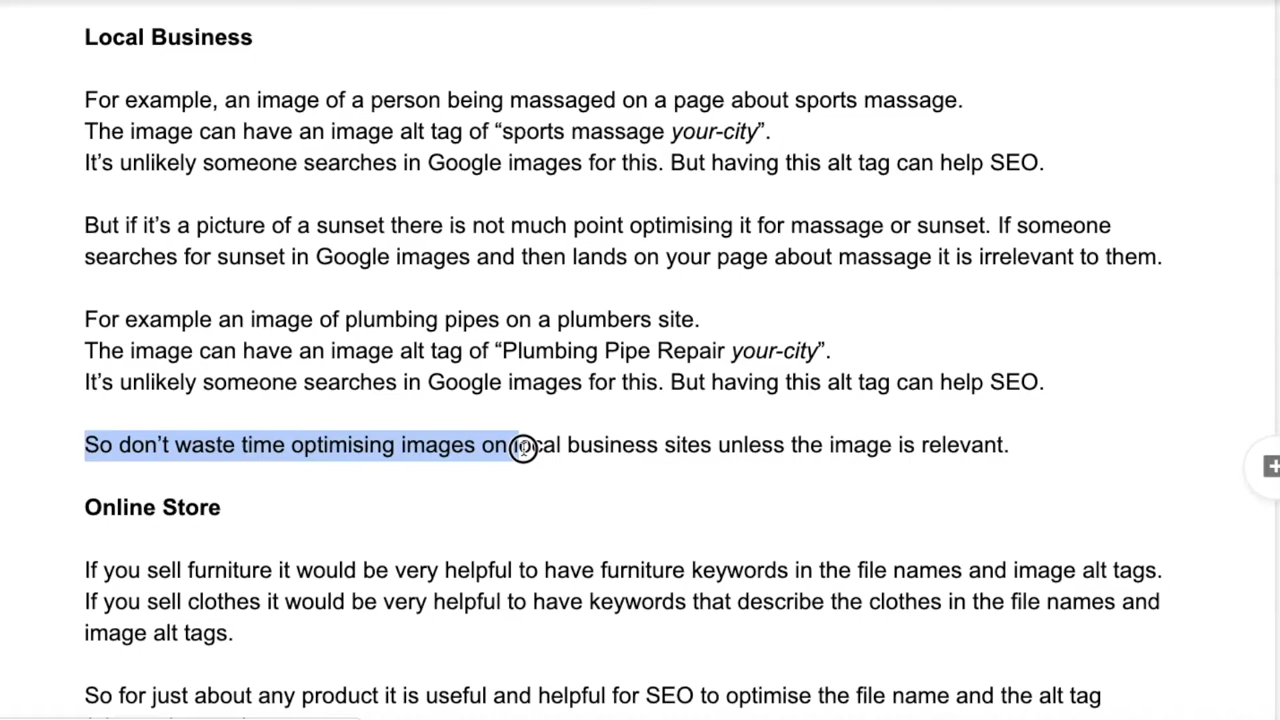 Local Business
For example, an image of a person being massaged on a page about sports massage.
The image can have an image alt tag of “sports massage your-city”.
It’s unlikely someone searches in Google images for this. But having this alt tag can help SEO.
But if it’s a picture of a sunset there is not much point optimising it for massage or sunset. If someone
searches for sunset in Google images and then lands on your page about massage it is irrelevant to them.
For example an image of plumbing pipes on a plumbers site.
The image can have an image alt tag of “Plumbing Pipe Repair your-city”.
It’s unlikely someone searches in Google images for this. But having this alt tag can help SEO.
So don’t waste time optimising images on local business sites unless the image is relevant.
Online Store
If you sell furniture it would be very helpful to have furniture keywords in the file names and image alt tags.
If you sell clothes it would be very helpful to have keywords that describe the clothes in the file names and
image alt tags.
So for just about any product it is useful and helpful for SEO to optimise the file name and the alt tag